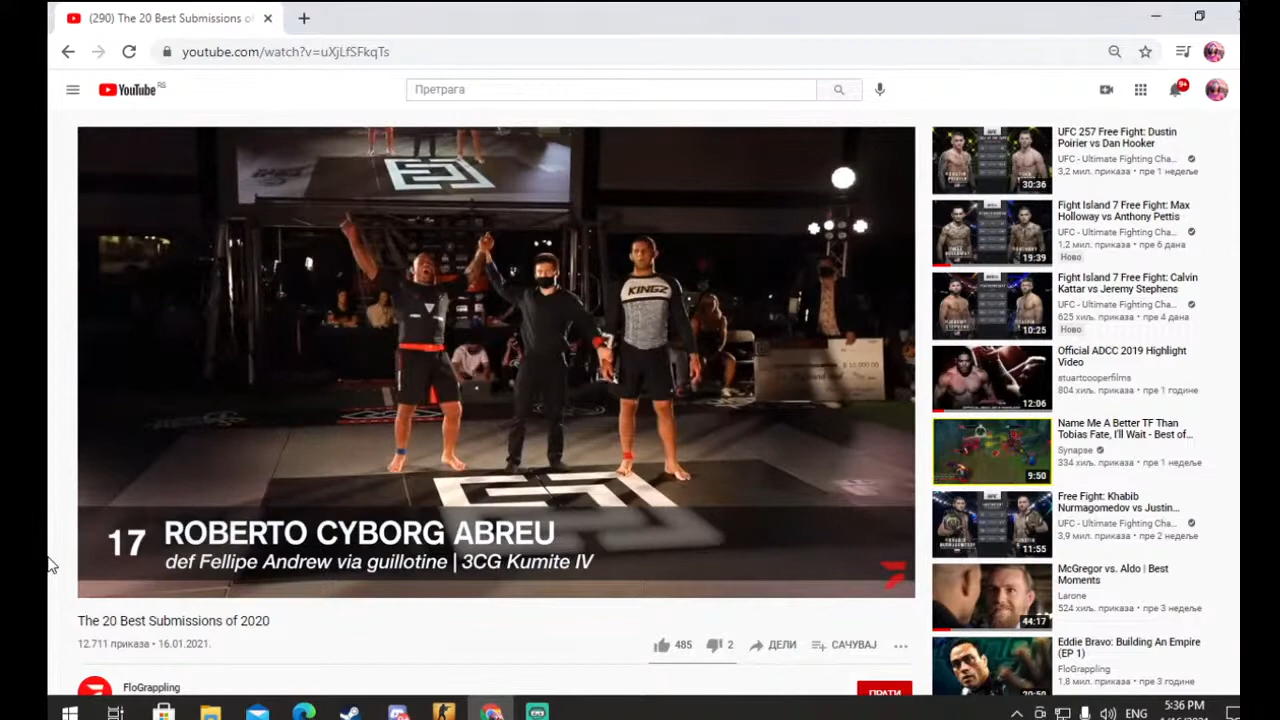 (290) The 20 Best Submissions of
youtube.com/watch?v=uXjLfSFkqTs
YouTube RS
Претрага
9+
KINGZ
17 ROBERTO CYBORG ABREU
def Fellipe Andrew via guillotine | 3CG Kumite IV
The 20 Best Submissions of 2020
12.711 приказа • 16.01.2021.
485
2
ДЕЛИ
САЧУВАЈ
FloGrappling
ПРАТИ
UFC 257 Free Fight: Dustin
Poirier vs Dan Hooker
UFC - Ultimate Fighting Cha...
3,2 мил. приказа • пре 1 недеље
30:36
Fight Island 7 Free Fight: Max
Holloway vs Anthony Pettis
UFC - Ultimate Fighting Cha...
1,2 мил. приказа • пре 6 дана
Ново
19:39
Fight Island 7 Free Fight: Calvin
Kattar vs Jeremy Stephens
UFC - Ultimate Fighting Cha...
625 хиљ. приказа • пре 4 дана
Ново
10:25
Official ADCC 2019 Highlight
Video
stuartcooperfilms
804 хиљ. приказа • пре 1 године
12:06
Name Me A Better TF Than
Tobias Fate, I'll Wait - Best of...
Synapse
334 хиљ. приказа • пре 1 недеље
9:50
Free Fight: Khabib
Nurmagomedov vs Justin...
UFC - Ultimate Fighting Cha...
3,9 мил. приказа • пре 2 недеље
11:55
McGregor vs. Aldo | Best
Moments
Larone
524 хиљ. приказа • пре 3 недеље
44:17
Eddie Bravo: Building An Empire
(EP 1)
FloGrappling
1,8 мил. приказа • пре 3 године
20:50
ENG
5:36 PM